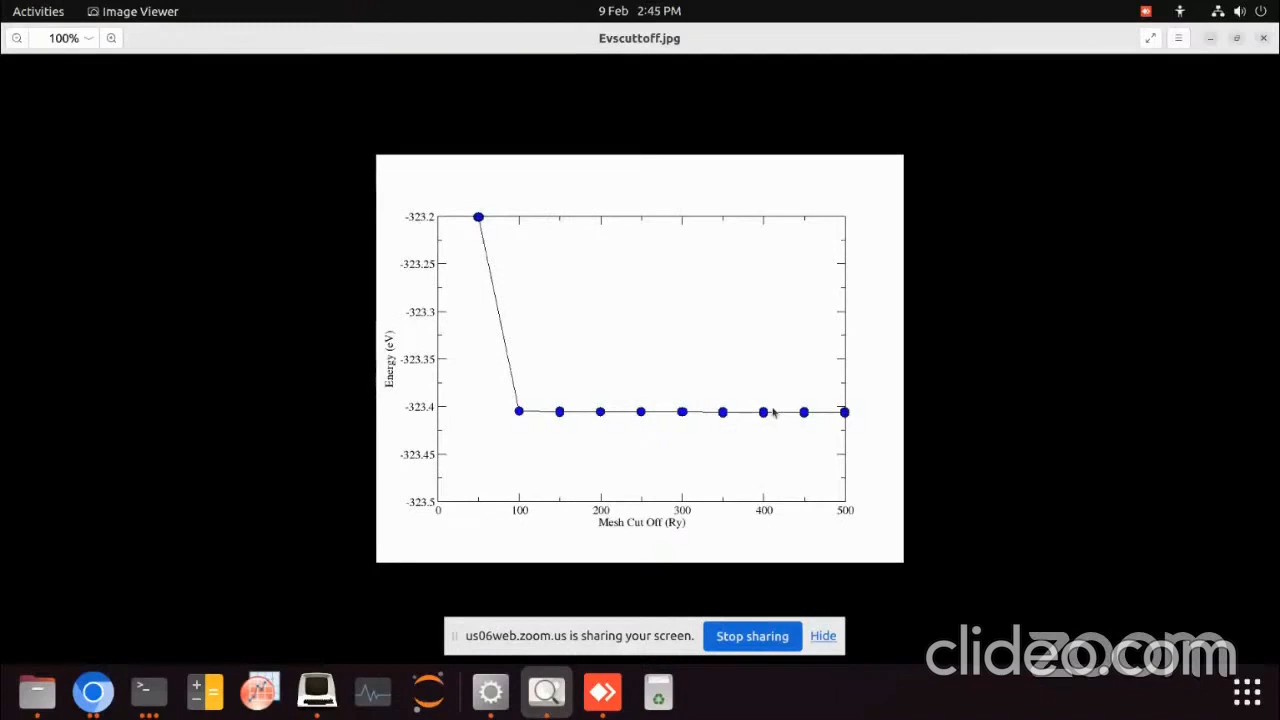 Activities
Image Viewer
9 Feb 2:45 PM
100%
Evscuttoff.jpg
-323.2
-323.25
-323.3
-323.35
-323.4
-323.45
-323.5
Energy (eV)
0 100 200 300 400 500
Mesh Cut Off (Ry)
us06web.zoom.us is sharing your screen.
Stop sharing
Hide
clideo.com
zoom